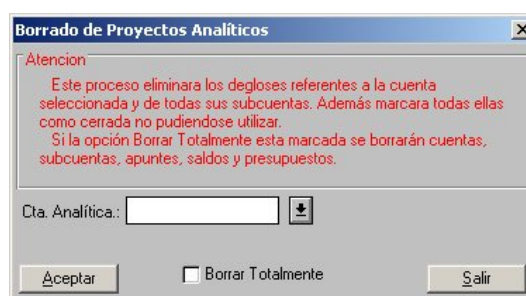 Borrado de Proyectos Analíticos
Atencion
Este proceso eliminara los degloses referentes a la cuenta
seleccionada y de todas sus subcuentas. Además marcara todas ellas
como cerrada no pudiendose utilizar.
Si la opción Borrar Totalmente esta marcada se borrarán cuentas,
subcuentas, apuntes, saldos y presupuestos.
Cta. Analítica.:
Aceptar Borrar Totalmente Salir